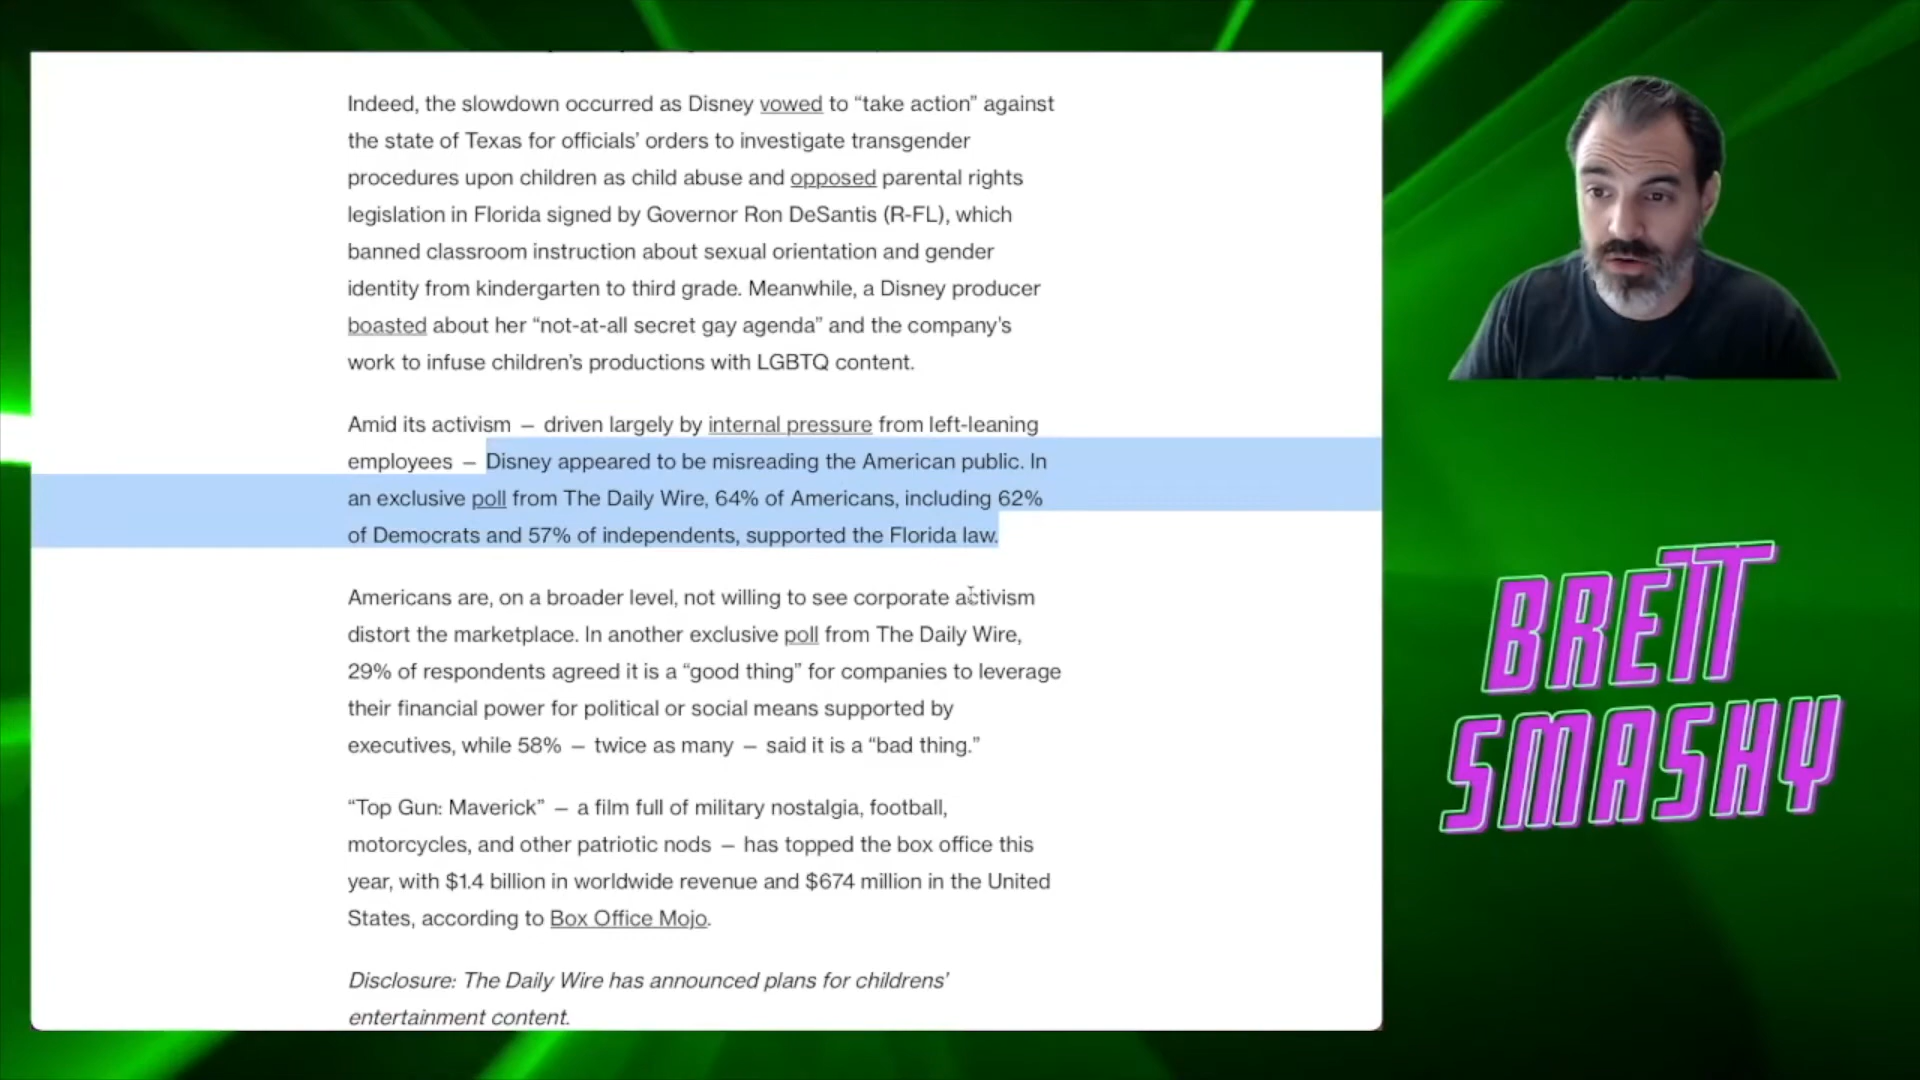 Indeed, the slowdown occurred as Disney vowed to “take action” against
the state of Texas for officials’ orders to investigate transgender
procedures upon children as child abuse and opposed parental rights
legislation in Florida signed by Governor Ron DeSantis (R-FL), which
banned classroom instruction about sexual orientation and gender
identity from kindergarten to third grade. Meanwhile, a Disney producer
boasted about her “not-at-all secret gay agenda” and the company’s
work to infuse children’s productions with LGBTQ content.
Amid its activism — driven largely by internal pressure from left-leaning
employees — Disney appeared to be misreading the American public. In
an exclusive poll from The Daily Wire, 64% of Americans, including 62%
of Democrats and 57% of independents, supported the Florida law.
Americans are, on a broader level, not willing to see corporate activism
distort the marketplace. In another exclusive poll from The Daily Wire,
29% of respondents agreed it is a “good thing” for companies to leverage
their financial power for political or social means supported by
executives, while 58% — twice as many — said it is a “bad thing.”
“Top Gun: Maverick” — a film full of military nostalgia, football,
motorcycles, and other patriotic nods — has topped the box office this
year, with $1.4 billion in worldwide revenue and $674 million in the United
States, according to Box Office Mojo.
Disclosure: The Daily Wire has announced plans for childrens’
entertainment content.
BRETT
SMASHY